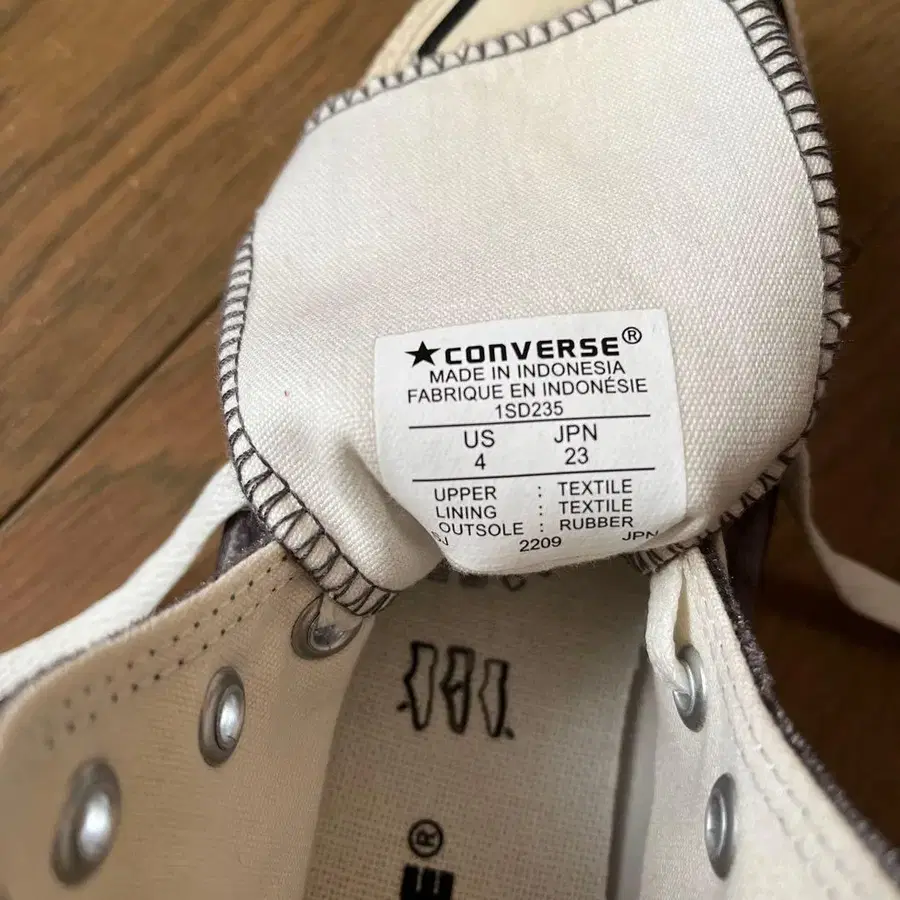 ★CONVERSE®
MADE IN INDONESIA
FABRIQUE EN INDONÉSIE
1SD235
US JPN
4 23
UPPER : TEXTILE
LINING : TEXTILE
OUTSOLE : RUBBER
2209 JPN
®
E